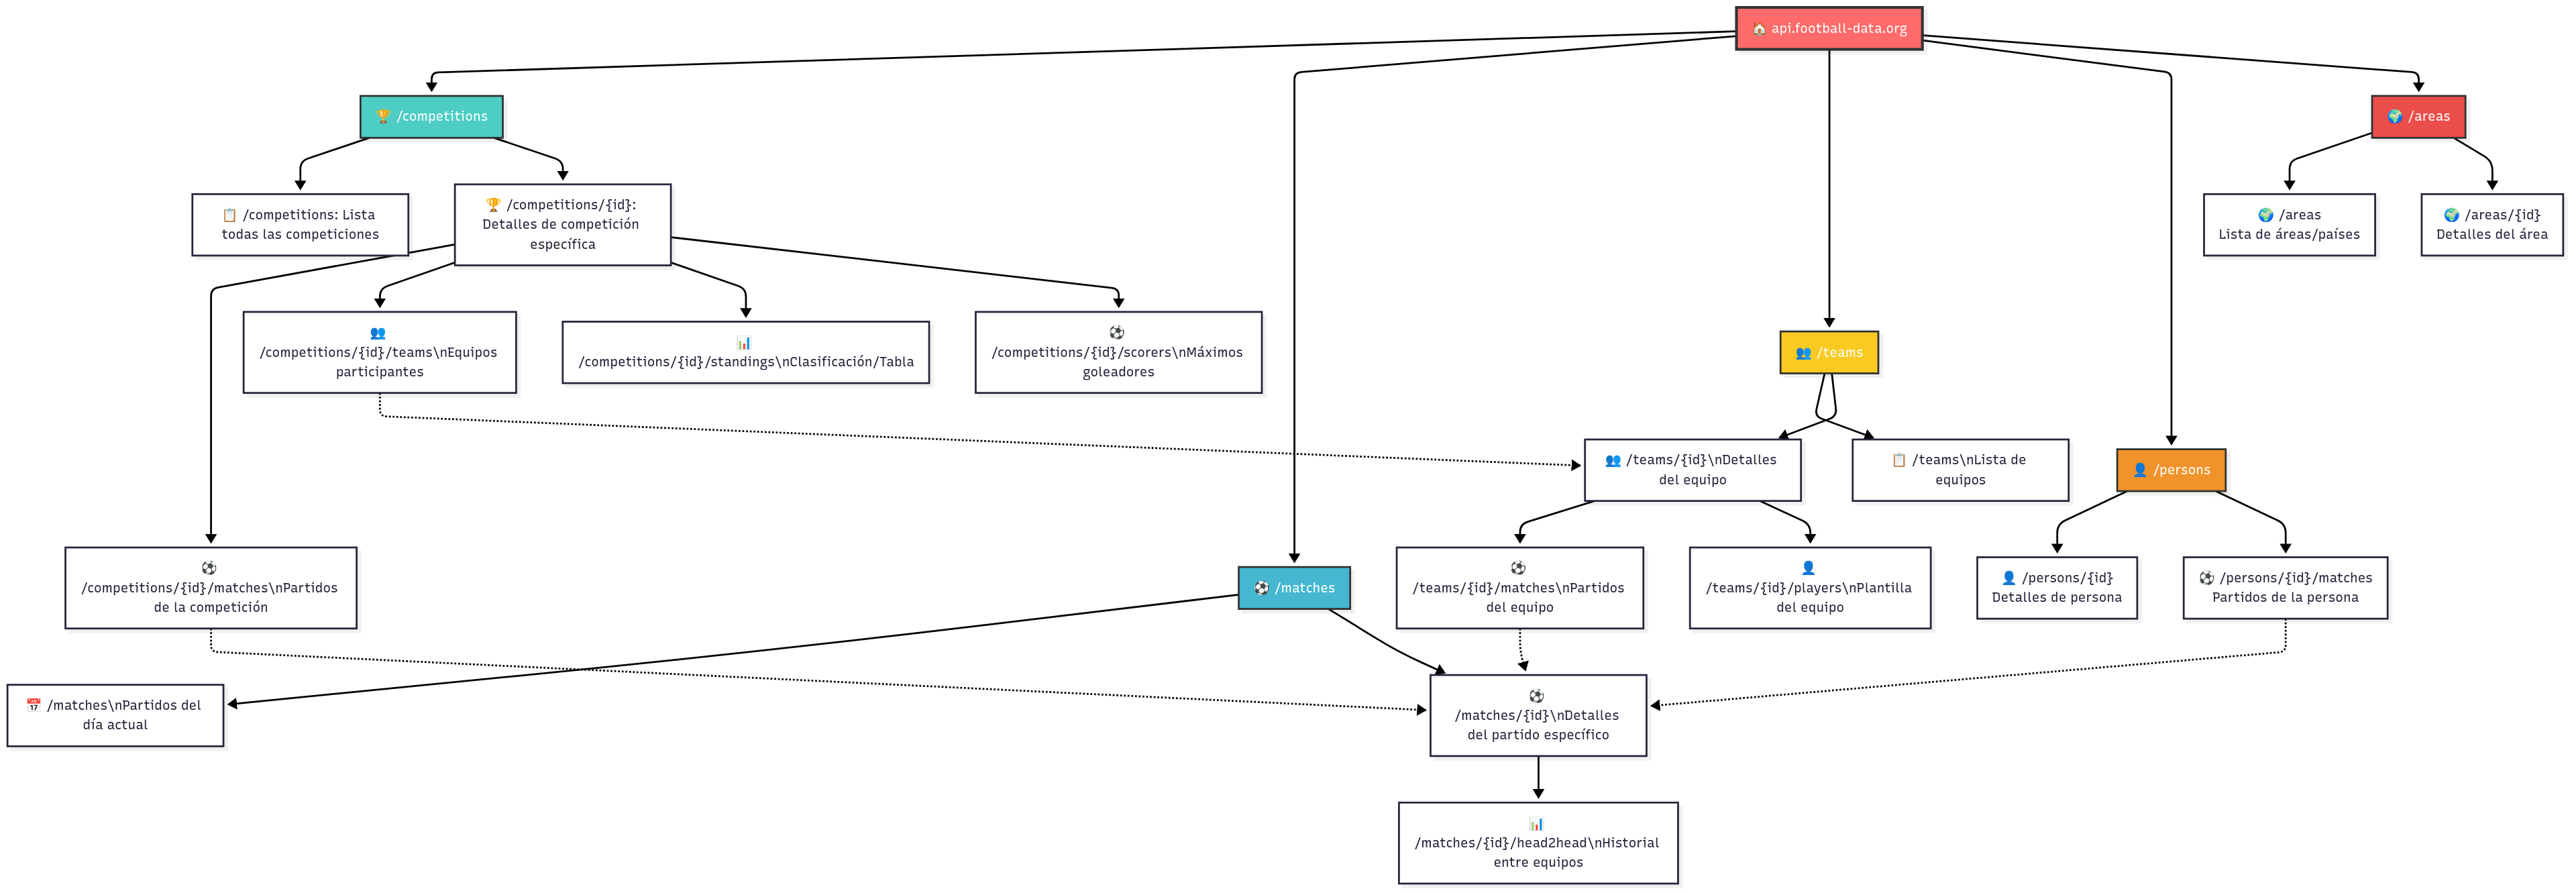 🏠 api.football-data.org
🏆 /competitions
🌍 /areas
📋 /competitions: Lista
todas las competiciones
🏆 /competitions/{id}:
Detalles de competición
específica
🌍 /areas
Lista de áreas/países
🌍 /areas/{id}
Detalles del área
👥
/competitions/{id}/teams\nEquipos
participantes
📊
/competitions/{id}/standings\nClasificación/Tabla
⚽
/competitions/{id}/scorers\nMáximos
goleadores
👥 /teams
👥 /teams/{id}\nDetalles
del equipo
📋 /teams\nLista de
equipos
👤 /persons
⚽
/competitions/{id}/matches\nPartidos
de la competición
⚽ /matches
⚽
/teams/{id}/matches\nPartidos
del equipo
👤
/teams/{id}/players\nPlantilla
del equipo
👤 /persons/{id}
Detalles de persona
⚽ /persons/{id}/matches
Partidos de la persona
📅 /matches\nPartidos del
día actual
⚽
/matches/{id}\nDetalles
del partido específico
📊
/matches/{id}/head2head\nHistorial
entre equipos